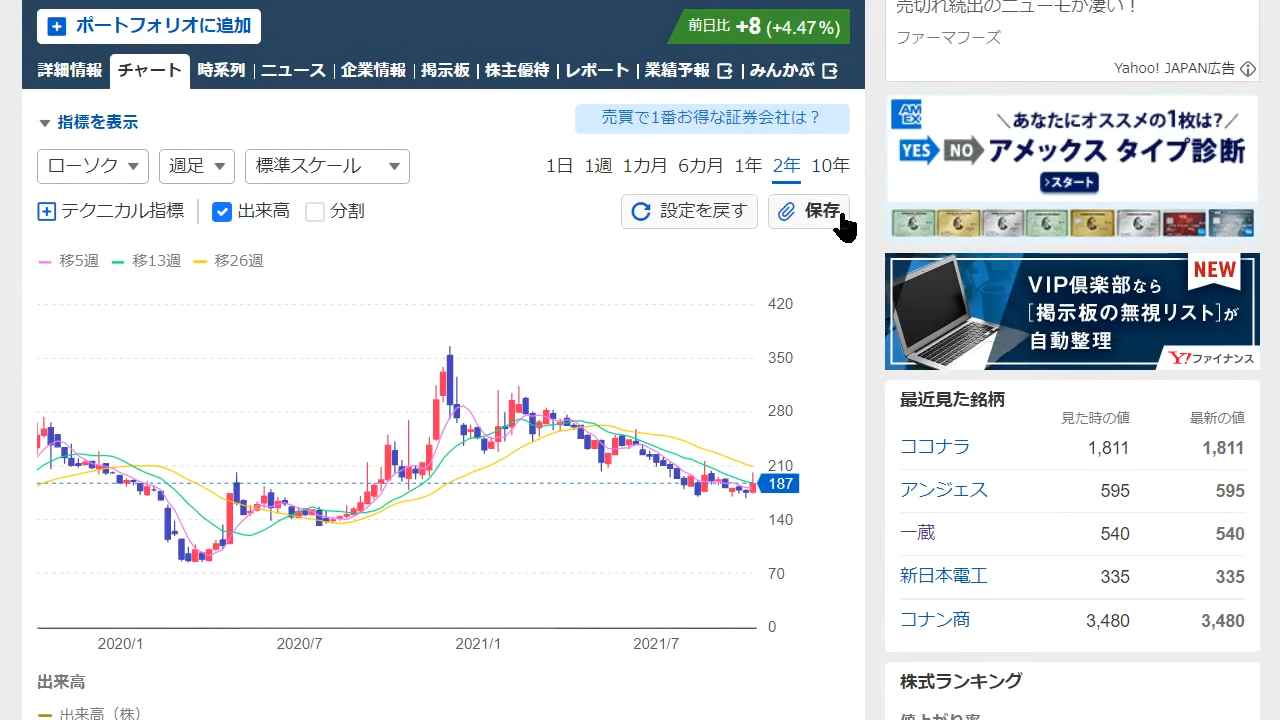 ポートフォリオに追加
前日比 +8 (+4.47%)
詳細情報 チャート 時系列 ニュース 企業情報 掲示板 株主優待 レポート 業績予報 みんかぶ
指標を表示
売買で1番お得な証券会社は？
ローソク 週足 標準スケール
1日 1週 1カ月 6カ月 1年 2年 10年
テクニカル指標 出来高 分割
設定を戻す 保存
移5週 移13週 移26週
420
350
280
210
187
140
70
0
2020/1 2020/7 2021/1 2021/7
出来高
出来高（株）
売切れ続出のニューモが凄い！
ファーマフーズ
Yahoo! JAPAN広告
AM
EX
＼あなたにオススメの1枚は?／
YES NO アメックス タイプ診断
>スタート
NEW
VIP倶楽部なら
[掲示板の無視リスト]が
自動整理
Y!ファイナンス
最近見た銘柄
見た時の値 最新の値
ココナラ 1,811 1,811
アンジェス 595 595
一蔵 540 540
新日本電工 335 335
コナン商 3,480 3,480
株式ランキング
値上がり率